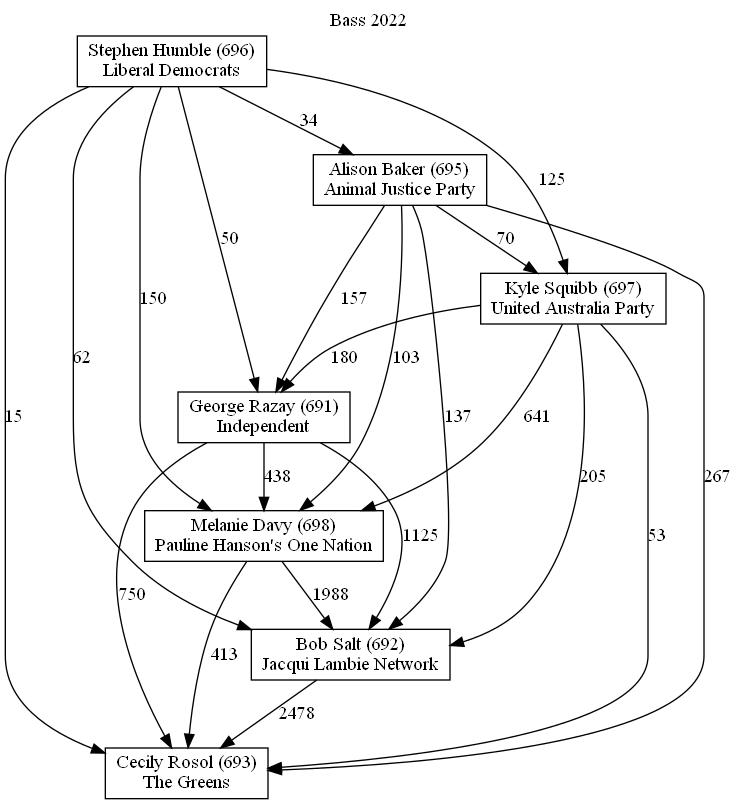 Bass 2022
Stephen Humble (696)
Liberal Democrats
34
Alison Baker (695)
Animal Justice Party
125
50
70
Kyle Squibb (697)
United Australia Party
150
157
62
180
103
George Razay (691)
Independent
15
137
641
438
205
267
Melanie Davy (698)
Pauline Hanson's One Nation
1125
53
750
1988
Bob Salt (692)
Jacqui Lambie Network
413
2478
Cecily Rosol (693)
The Greens